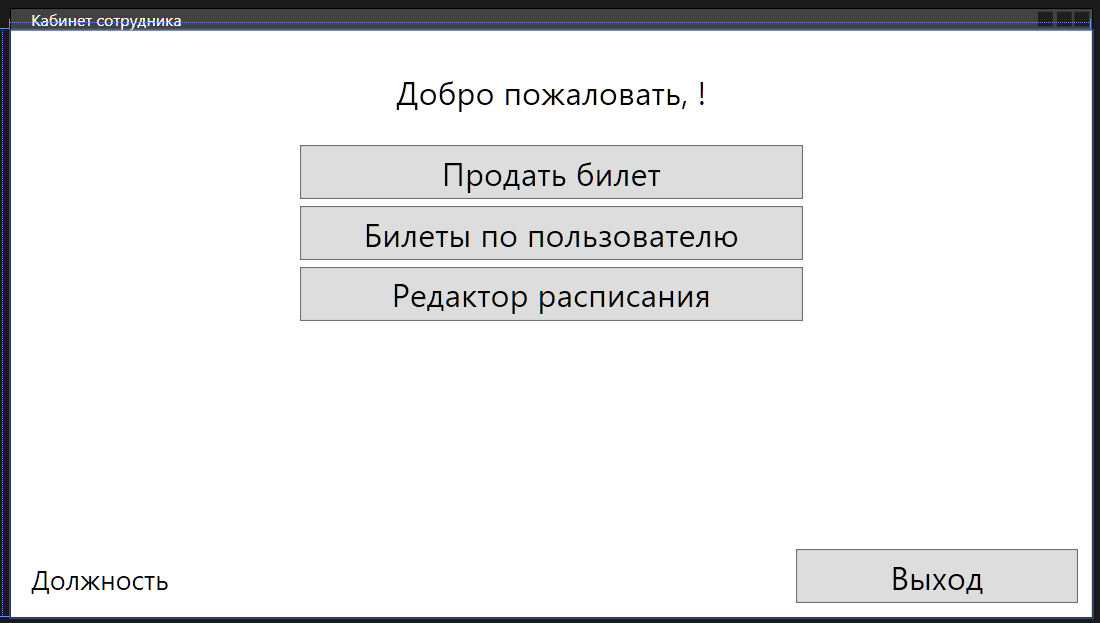 Кабинет сотрудника
Добро пожаловать, !
Продать билет
Билеты по пользователю
Редактор расписания
Должность
Выход